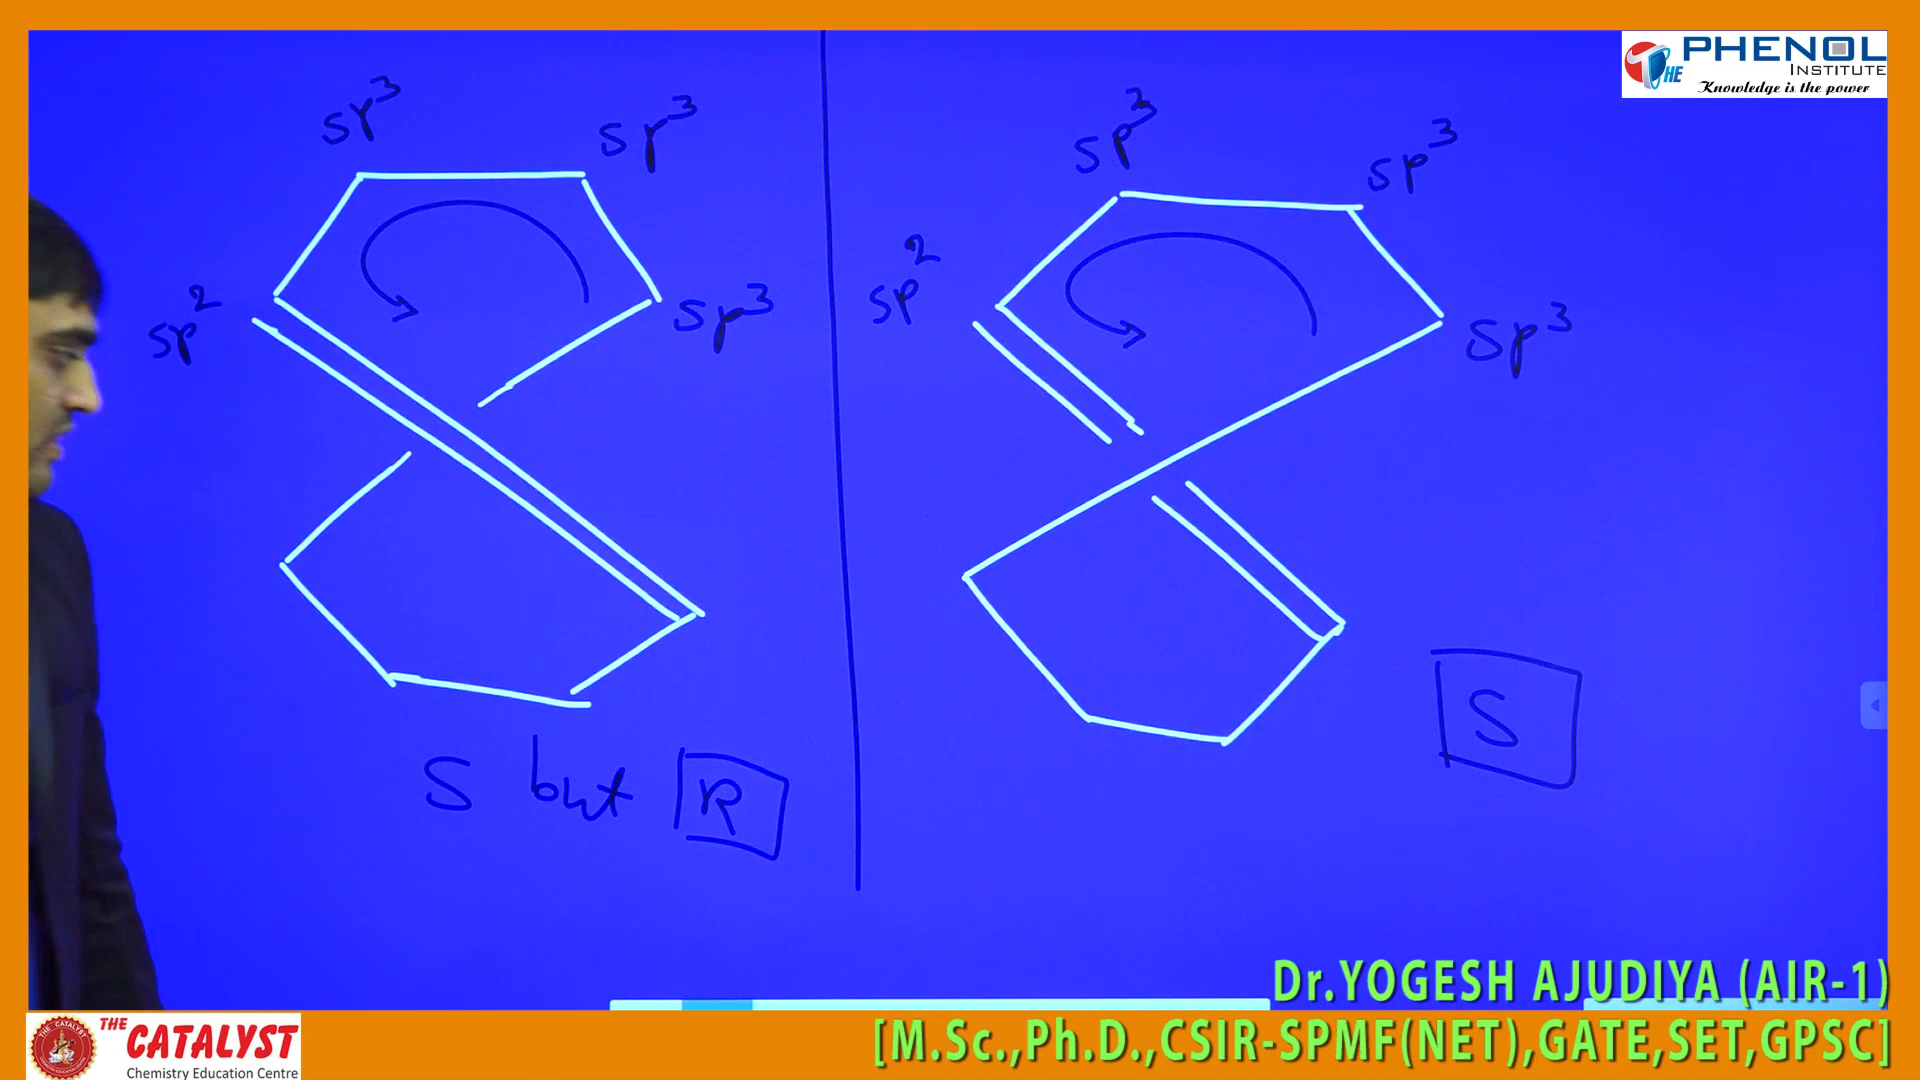 THE PHENOL
INSTITUTE
Knowledge is the power
sp³ sp³
sp² sp³
S but R
sp³ sp³
sp² sp³
S
Dr.YOGESH AJUDIYA (AIR-1)
[M.Sc.,Ph.D.,CSIR-SPMF(NET),GATE,SET,GPSC]
THE CATALYST
Chemistry Education Centre